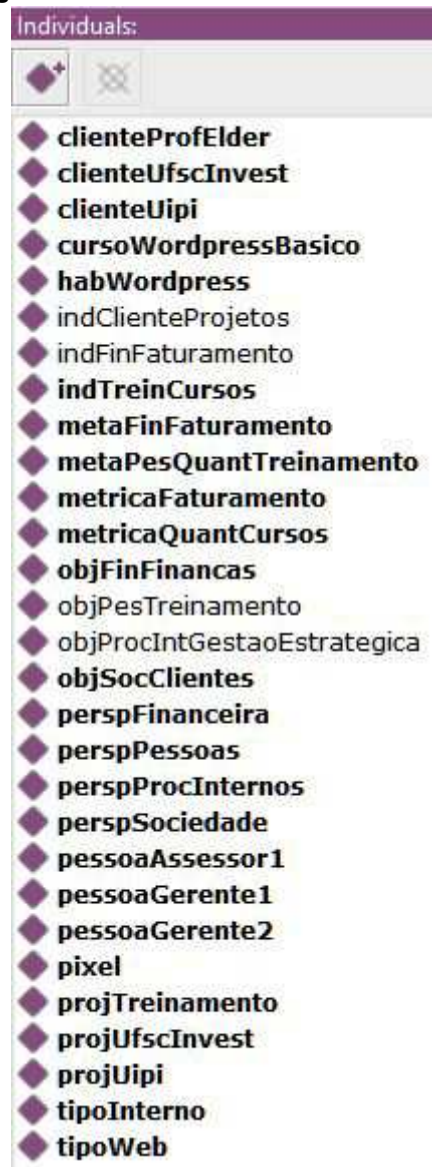 Individuals:
clienteProfElder
clienteUfscInvest
clienteUipi
cursoWordpressBasico
habWordpress
indClienteProjetos
indFinFaturamento
indTreinCursos
metaFinFaturamento
metaPesQuantTreinamento
metricaFaturamento
metricaQuantCursos
objFinFinancas
objPesTreinamento
objProcIntGestaoEstrategica
objSocClientes
perspFinanceira
perspPessoas
perspProcInternos
perspSociedade
pessoaAssessor1
pessoaGerente1
pessoaGerente2
pixel
projTreinamento
projUfscInvest
projUipi
tipoInterno
tipoWeb